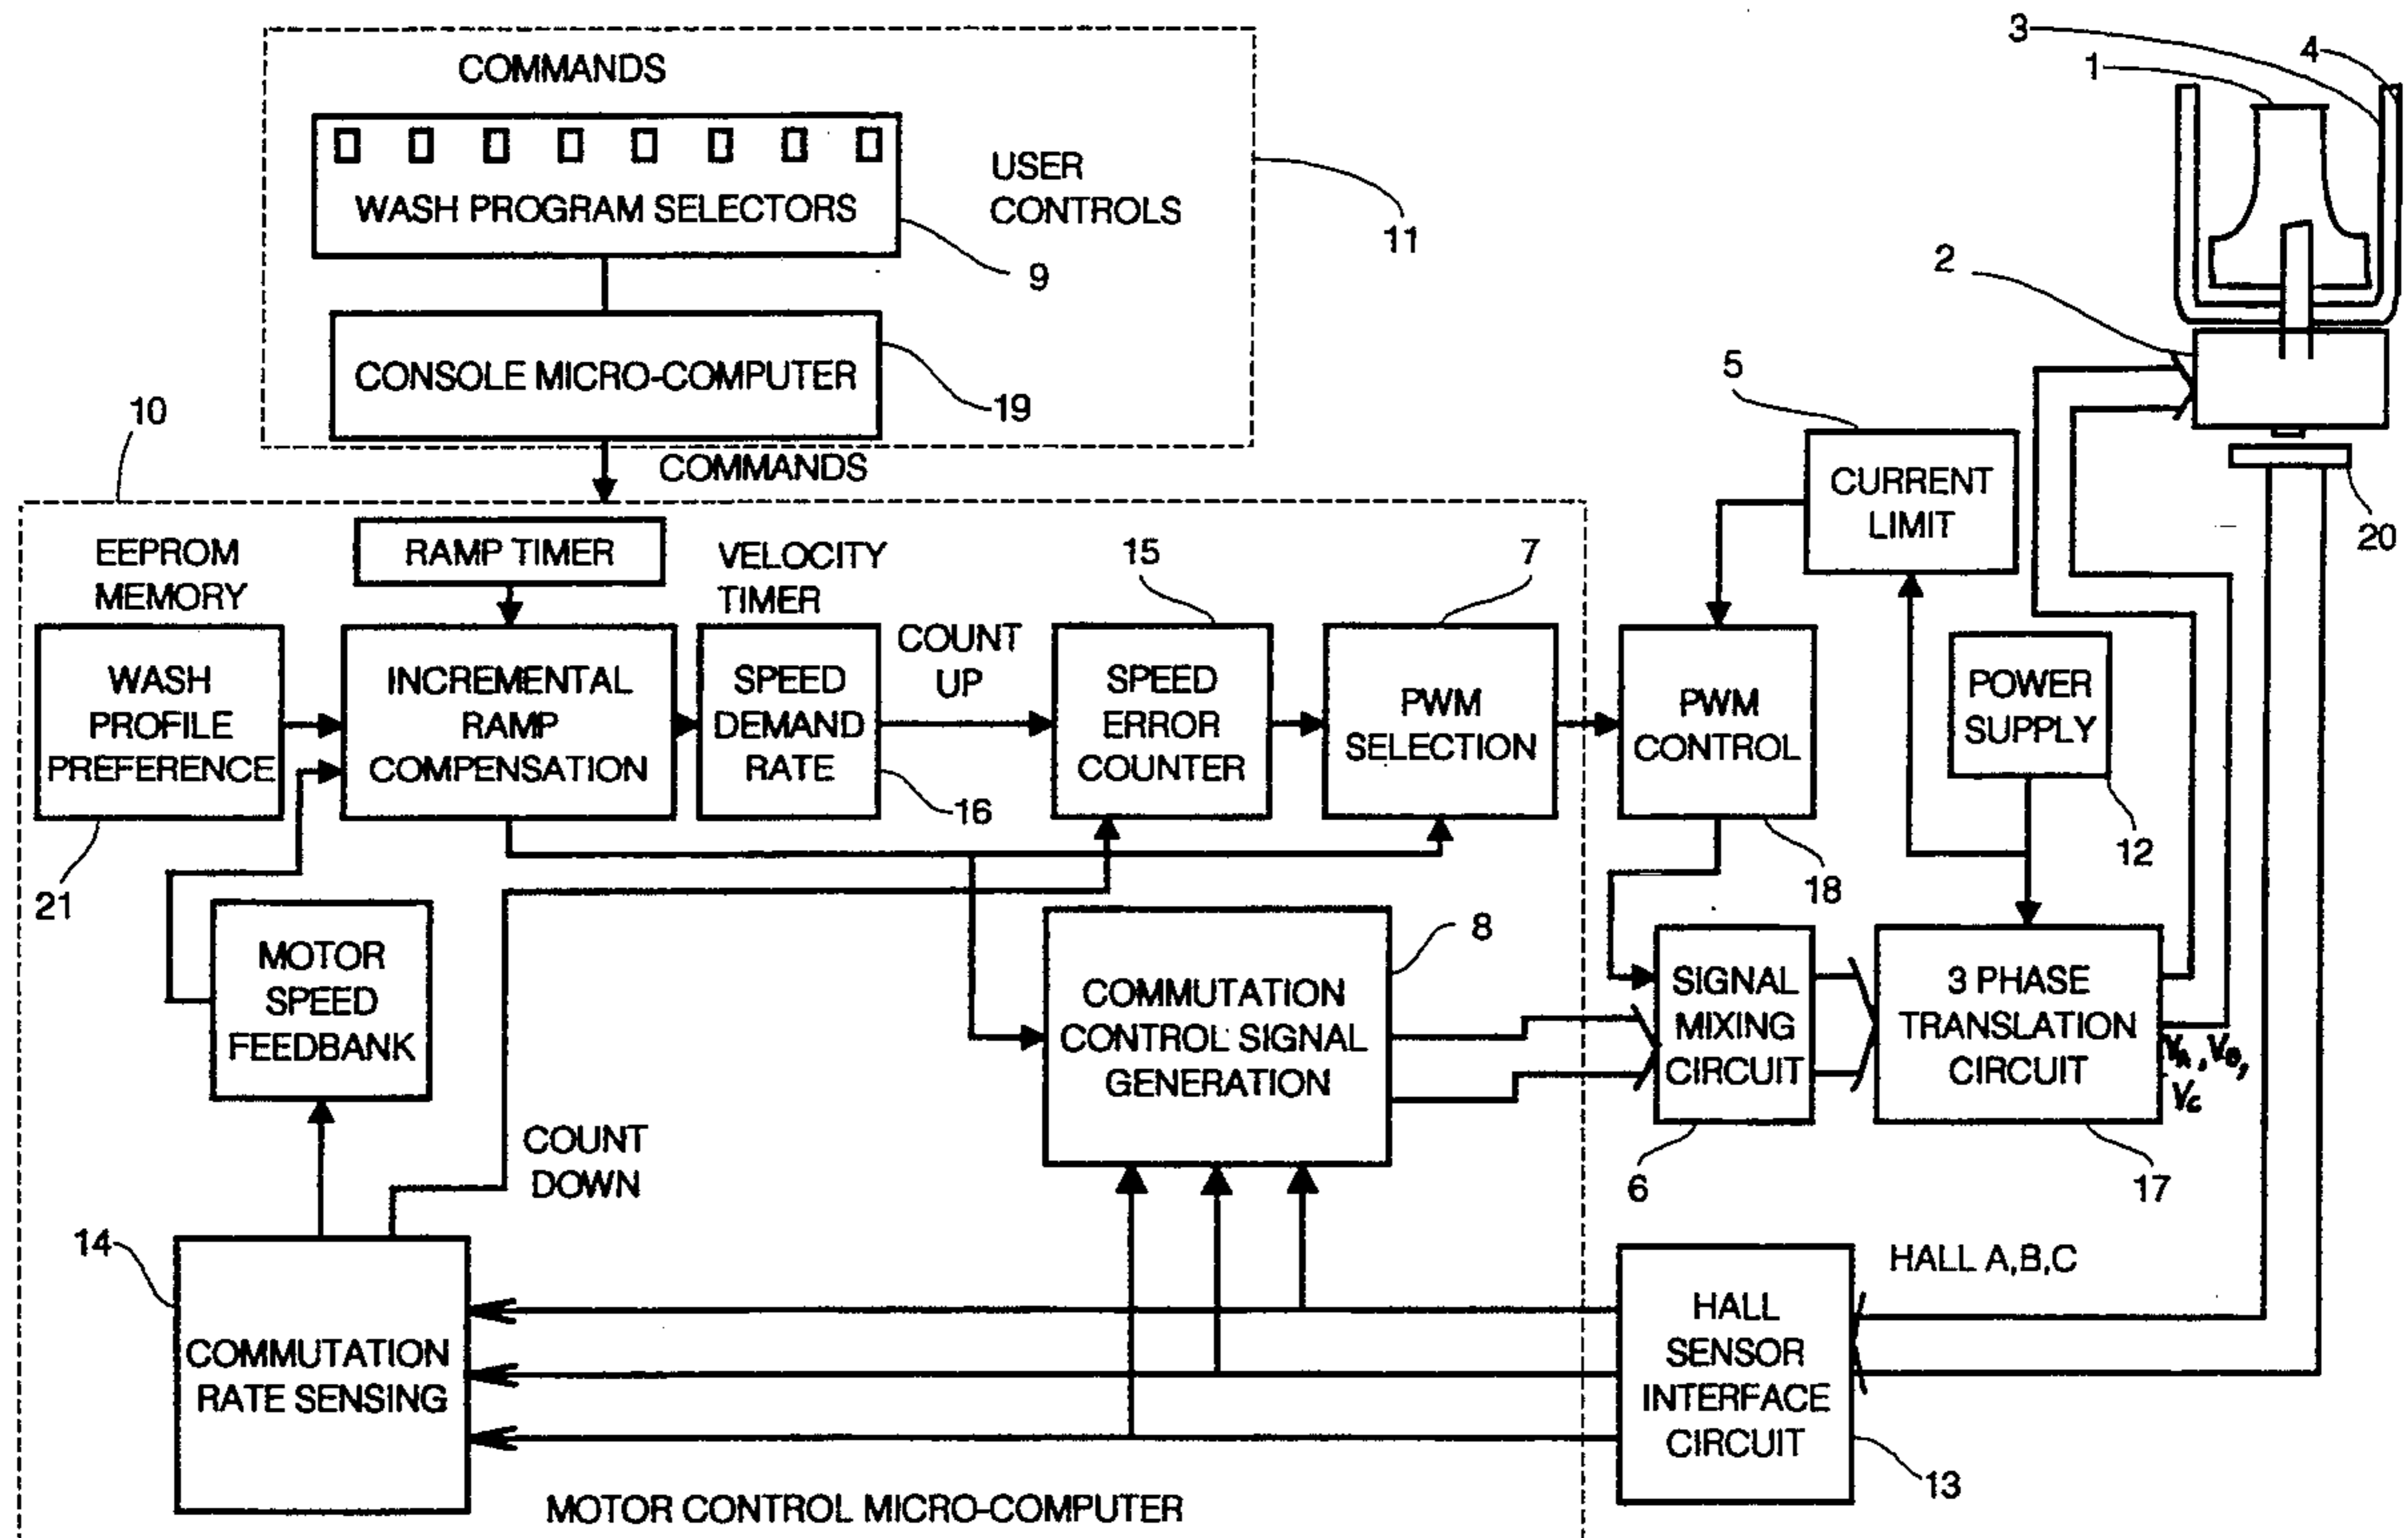 COMMANDS
WASH PROGRAM SELECTORS
USER
CONTROLS
11
9
CONSOLE MICRO-COMPUTER
19
COMMANDS
10
3
4
1
2
20
5
CURRENT
LIMIT
EEPROM
MEMORY
RAMP TIMER
VELOCITY
TIMER
15
7
WASH
PROFILE
PREFERENCE
21
INCREMENTAL
RAMP
COMPENSATION
SPEED
DEMAND
RATE
16
COUNT
UP
SPEED
ERROR
COUNTER
PWM
SELECTION
PWM
CONTROL
18
POWER
SUPPLY
12
MOTOR
SPEED
FEEDBANK
8
COMMUTATION
CONTROL SIGNAL
GENERATION
SIGNAL
MIXING
CIRCUIT
6
3 PHASE
TRANSLATION
CIRCUIT
17
VA, VB,
VC
COUNT
DOWN
14
COMMUTATION
RATE SENSING
HALL A,B,C
HALL
SENSOR
INTERFACE
CIRCUIT
13
MOTOR CONTROL MICRO-COMPUTER